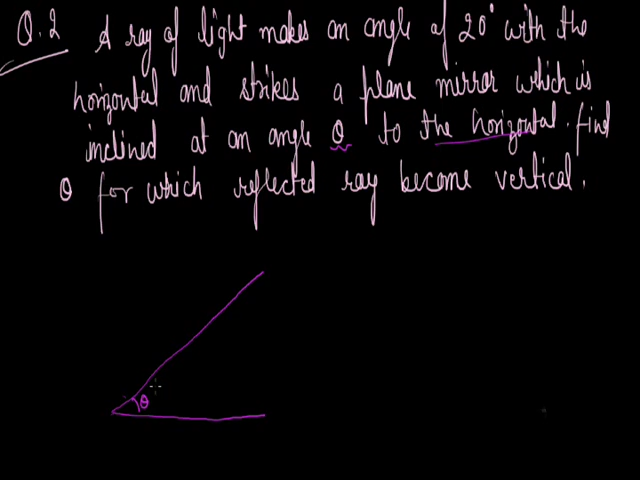 Q.2 A ray of light makes an angle of 20° with the
horizontal and strikes a plane mirror which is
inclined at an angle θ to the horizontal. find
θ for which reflected ray become vertical.
θ